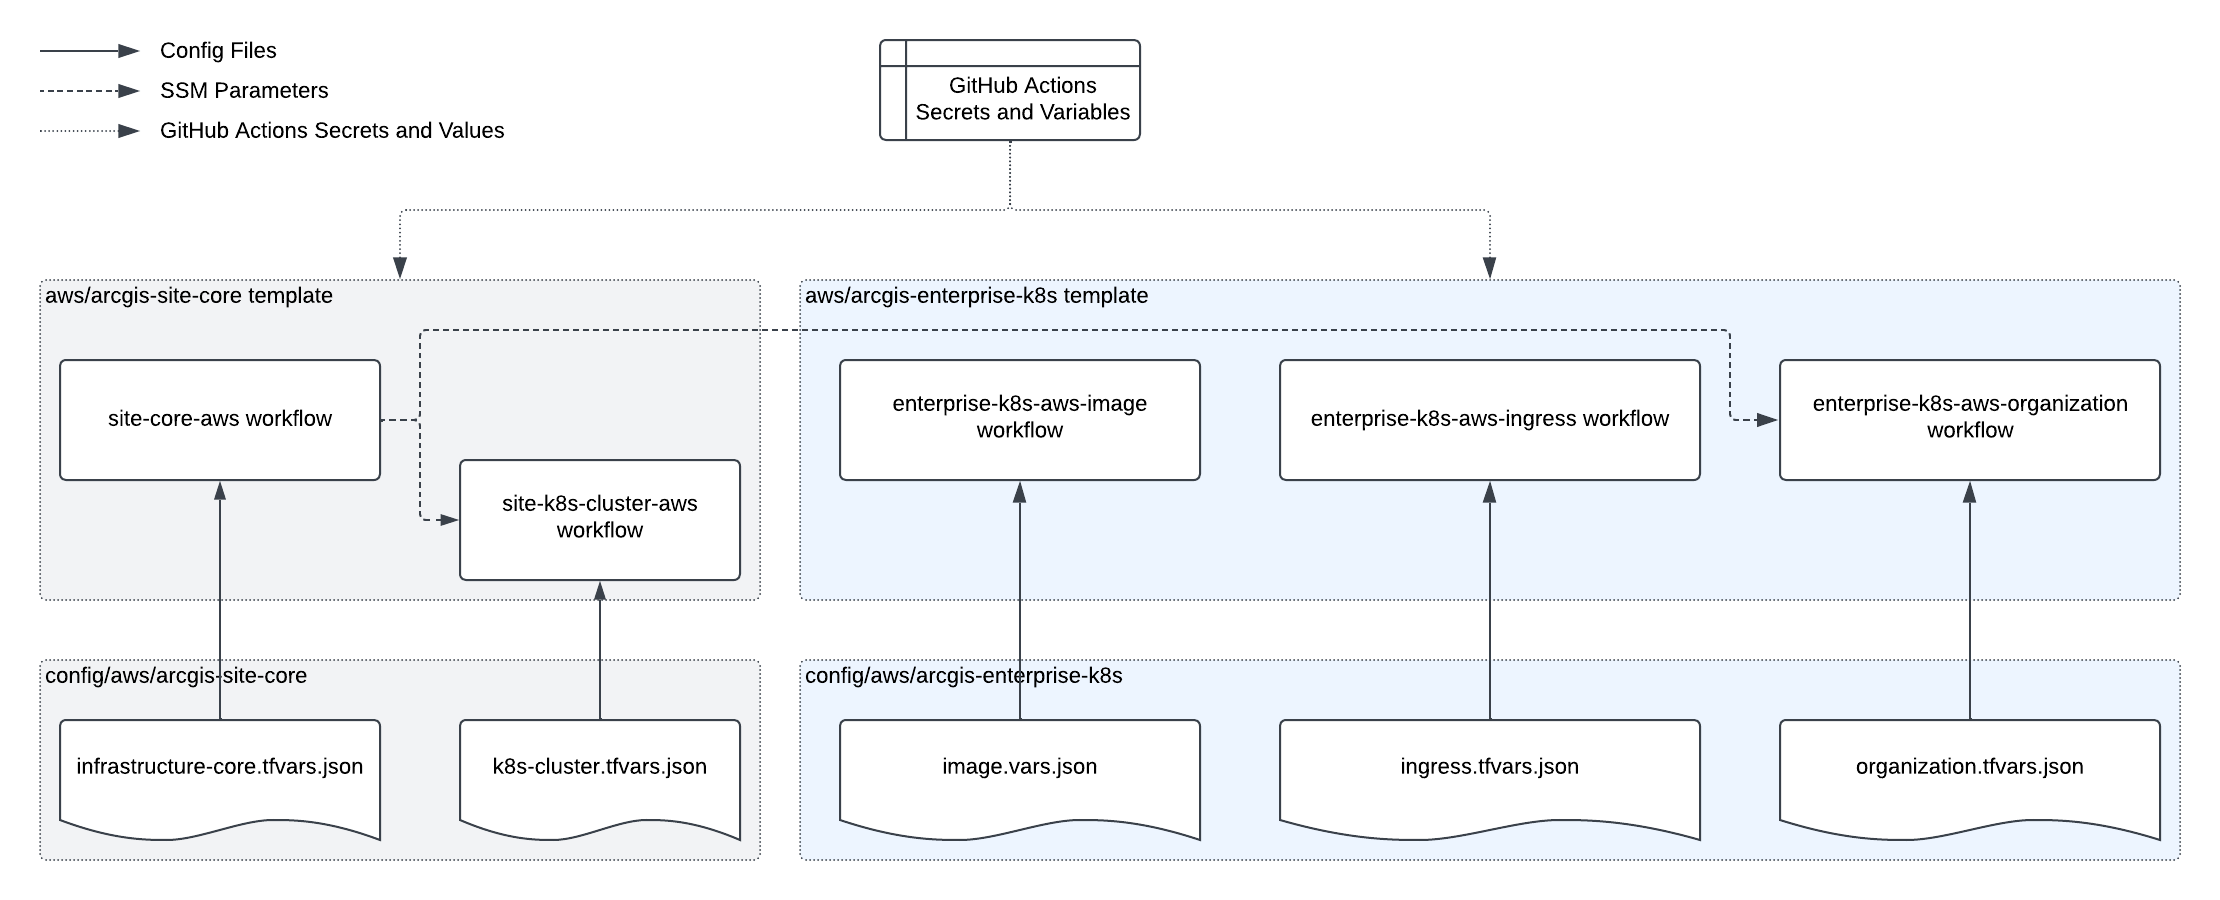 Config Files
SSM Parameters
GitHub Actions Secrets and Values
GitHub Actions
Secrets and Variables
aws/arcgis-site-core template
site-core-aws workflow
site-k8s-cluster-aws
workflow
aws/arcgis-enterprise-k8s template
enterprise-k8s-aws-image
workflow
enterprise-k8s-aws-ingress workflow
enterprise-k8s-aws-organization
workflow
config/aws/arcgis-site-core
infrastructure-core.tfvars.json
k8s-cluster.tfvars.json
config/aws/arcgis-enterprise-k8s
image.vars.json
ingress.tfvars.json
organization.tfvars.json